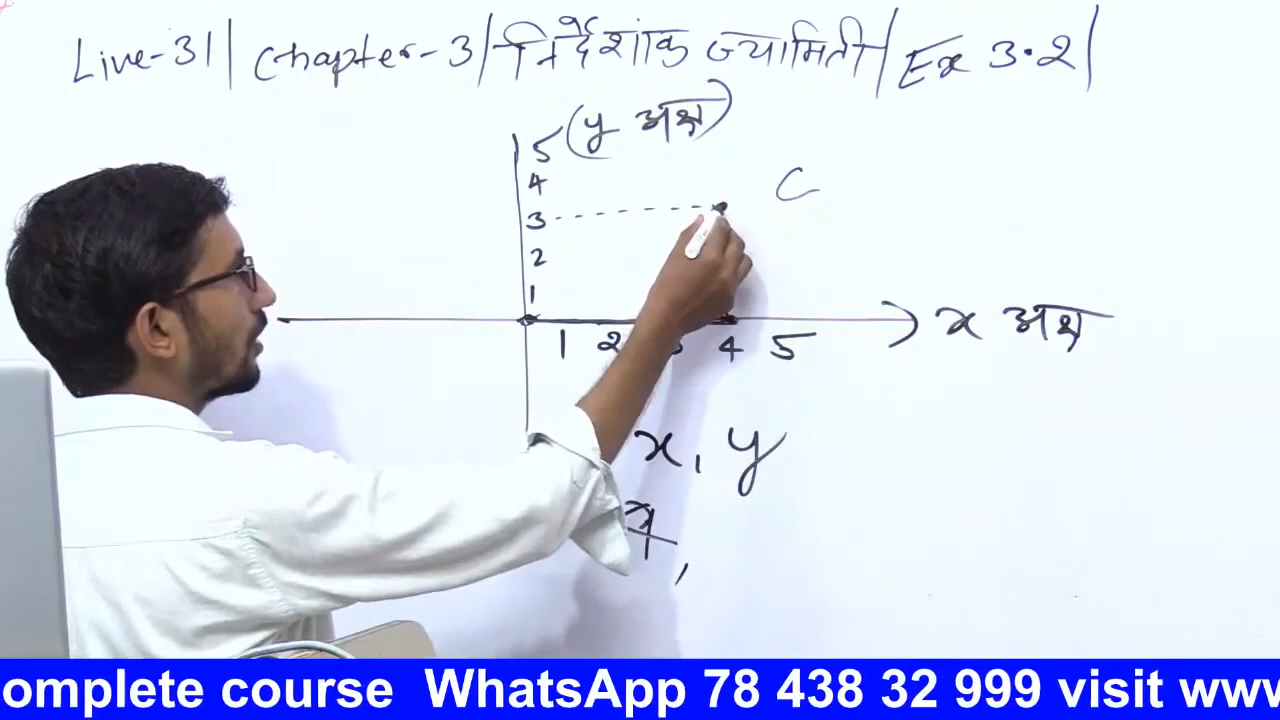 Live-31 | Chapter-3 | निर्देशांक ज्यामिती | Ex 3.2 |
5 (y अक्ष)
4
3
2
1
C
x अक्ष
1 2 4 5
x, y
omplete course WhatsApp 78 438 32 999 visit www